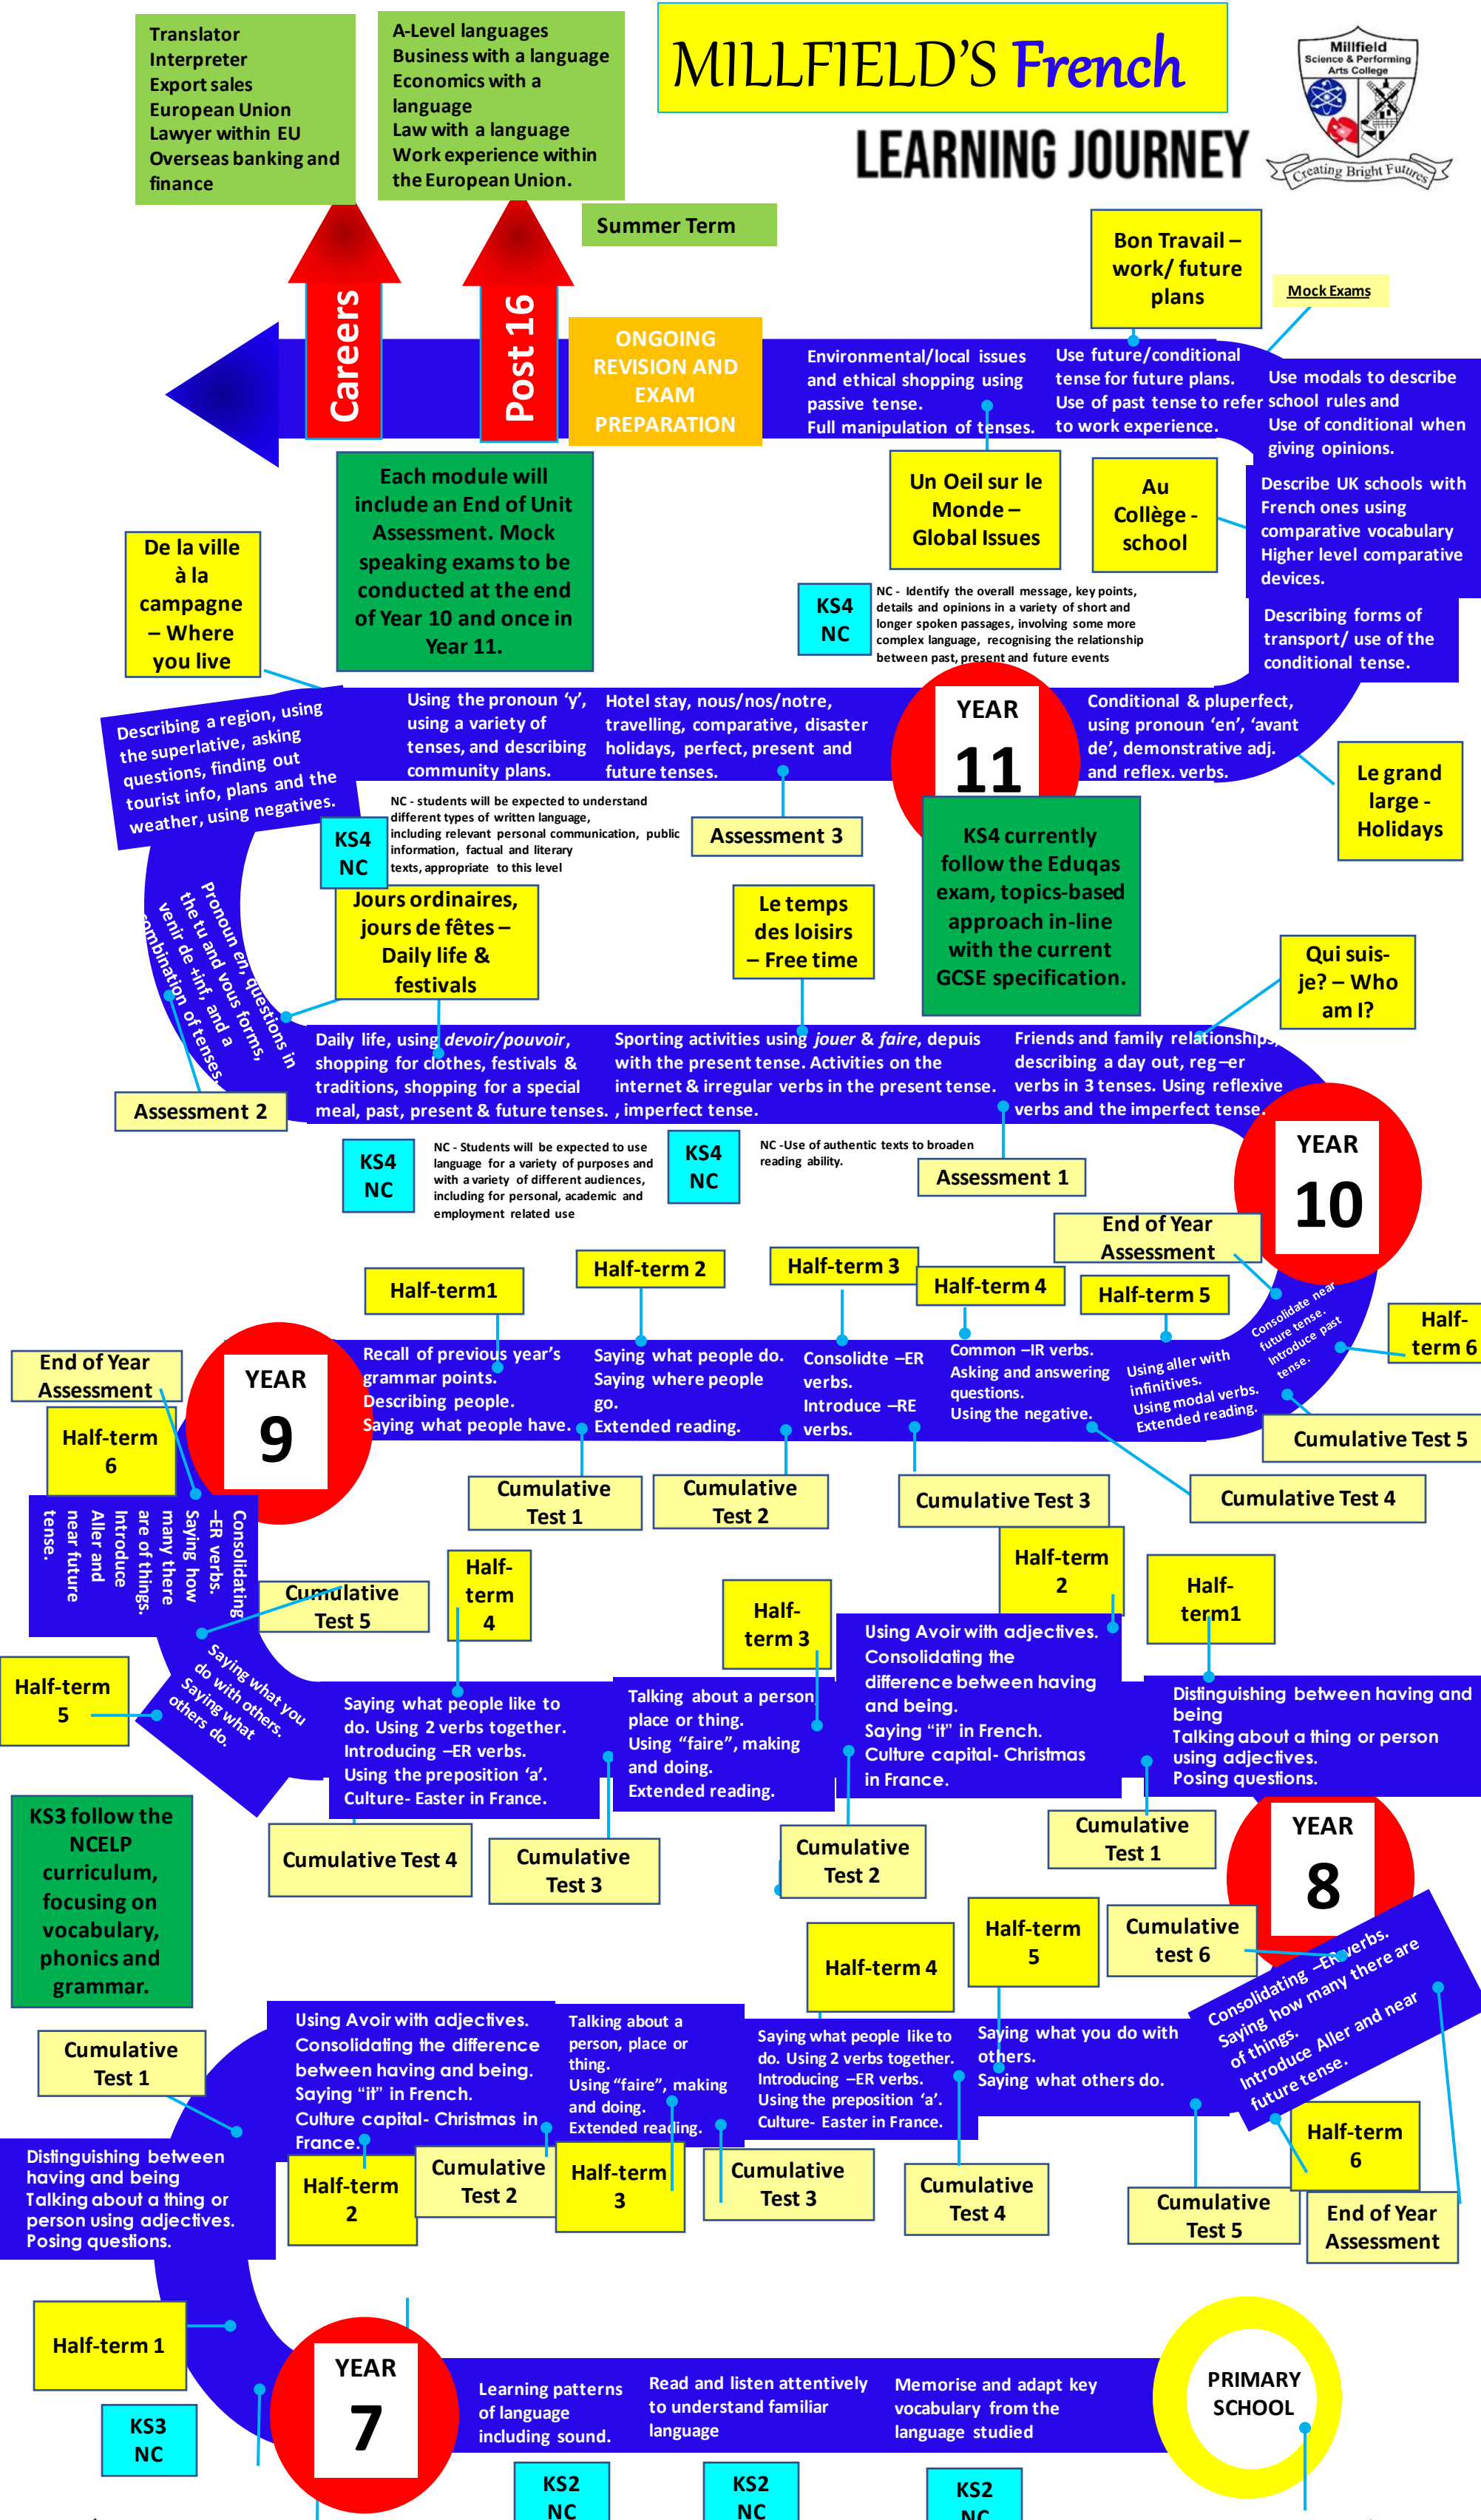 Translator
Interpreter
Export sales
European Union
Lawyer within EU
Overseas banking and
finance
A-Level languages
Business with a language
Economics with a
language
Law with a language
Work experience within
the European Union.
MILLFIELD'S French
LEARNING JOURNEY
Millfield
Science & Performing
Arts College
Creating Bright Futures
Summer Term
Careers
Post 16
ONGOING
REVISION AND
EXAM
PREPARATION
Bon Travail –
work/ future
plans
Mock Exams
Environmental/local issues
and ethical shopping using
passive tense.
Full manipulation of tenses.
Use future/conditional
tense for future plans.
Use of past tense to refer
to work experience.
Use modals to describe
school rules and
Use of conditional when
giving opinions.
Describe UK schools with
French ones using
comparative vocabulary
Higher level comparative
devices.
Describing forms of
transport/ use of the
conditional tense.
Each module will
include an End of Unit
Assessment. Mock
speaking exams to be
conducted at the end
of Year 10 and once in
Year 11.
Un Oeil sur le
Monde –
Global Issues
Au
Collège -
school
De la ville
à la
campagne
– Where
you live
KS4
NC
NC - Identify the overall message, key points,
details and opinions in a variety of short and
longer spoken passages, involving some more
complex language, recognising the relationship
between past, present and future events
Describing a region, using
the superlative, asking
questions, finding out
tourist info, plans and the
weather, using negatives.
Using the pronoun 'y',
using a variety of
tenses, and describing
community plans.
Hotel stay, nous/nos/notre,
travelling, comparative, disaster
holidays, perfect, present and
future tenses.
YEAR
11
Conditional & pluperfect,
using pronoun 'en', 'avant
de', demonstrative adj.
and reflex. verbs.
Le grand
large -
Holidays
KS4
NC
NC - students will be expected to understand
different types of written language,
including relevant personal communication, public
information, factual and literary
texts, appropriate to this level
Assessment 3
KS4 currently
follow the Eduqas
exam, topics-based
approach in-line
with the current
GCSE specification.
Pronoun en, questions in
the tu and vous forms,
venir de +inf, and a
combination of tenses.
Jours ordinaires,
jours de fêtes –
Daily life &
festivals
Le temps
des loisirs
– Free time
Qui suis-
je? – Who
am I?
Assessment 2
Daily life, using devoir/pouvoir,
shopping for clothes, festivals &
traditions, shopping for a special
meal, past, present & future tenses.
Sporting activities using jouer & faire, depuis
with the present tense. Activities on the
internet & irregular verbs in the present tense.
, imperfect tense.
Friends and family relationships,
describing a day out, reg–er
verbs in 3 tenses. Using reflexive
verbs and the imperfect tense.
YEAR
10
KS4
NC
NC - Students will be expected to use
language for a variety of purposes and
with a variety of different audiences,
including for personal, academic and
employment related use
KS4
NC
NC -Use of authentic texts to broaden
reading ability.
Assessment 1
End of Year
Assessment
Half-term1
Half-term 2
Half-term 3
Half-term 4
Half-term 5
Half-
term 6
End of Year
Assessment
YEAR
9
Recall of previous year's
grammar points.
Describing people.
Saying what people have.
Saying what people do.
Saying where people
go.
Extended reading.
Consolidte –ER
verbs.
Introduce –RE
verbs.
Common –IR verbs.
Asking and answering
questions.
Using the negative.
Using aller with
infinitives.
Using modal verbs.
Extended reading.
Consolidate near
future tense.
Introduce past
tense.
Half-term
6
Cumulative
Test 1
Cumulative
Test 2
Cumulative Test 3
Cumulative Test 4
Cumulative Test 5
Consolidating
–ER verbs.
Saying how
many there
are of things.
Introduce
Aller and
near future
tense.
Cumulative
Test 5
Half-
term
4
Half-
term 3
Half-term
2
Half-
term1
Half-term
5
Saying what you
do with others.
Saying what
others do.
Saying what people like to
do. Using 2 verbs together.
Introducing –ER verbs.
Using the preposition 'a'.
Culture- Easter in France.
Talking about a person,
place or thing.
Using "faire", making
and doing.
Extended reading.
Using Avoir with adjectives.
Consolidating the
difference between having
and being.
Saying "it" in French.
Culture capital- Christmas
in France.
Distinguishing between having and
being
Talking about a thing or person
using adjectives.
Posing questions.
KS3 follow the
NCELP
curriculum,
focusing on
vocabulary,
phonics and
grammar.
Cumulative Test 4
Cumulative
Test 3
Cumulative
Test 2
Cumulative
Test 1
YEAR
8
Half-term 4
Half-term
5
Cumulative
test 6
Consolidating –ER verbs.
Saying how many there are
of things.
Introduce Aller and near
future tense.
Cumulative
Test 1
Using Avoir with adjectives.
Consolidating the difference
between having and being.
Saying "it" in French.
Culture capital- Christmas in
France.
Talking about a
person, place or
thing.
Using "faire", making
and doing.
Extended reading.
Saying what people like to
do. Using 2 verbs together.
Introducing –ER verbs.
Using the preposition 'a'.
Culture- Easter in France.
Saying what you do with
others.
Saying what others do.
Distinguishing between
having and being
Talking about a thing or
person using adjectives.
Posing questions.
Half-term
2
Cumulative
Test 2
Half-term
3
Cumulative
Test 3
Cumulative
Test 4
Cumulative
Test 5
Half-term
6
End of Year
Assessment
Half-term 1
KS3
NC
YEAR
7
Learning patterns
of language
including sound.
Read and listen attentively
to understand familiar
language
Memorise and adapt key
vocabulary from the
language studied
PRIMARY
SCHOOL
KS2
NC
KS2
NC
KS2
NC